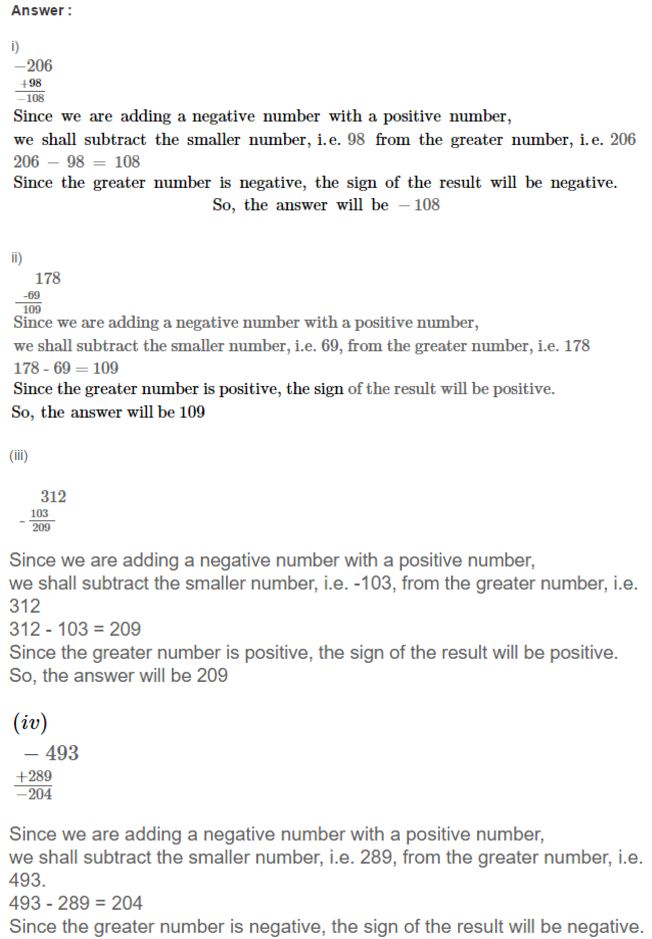 Answer :
i)
−206
+98
−108
Since we are adding a negative number with a positive number,
we shall subtract the smaller number, i.e. 98 from the greater number, i.e. 206
206 − 98 = 108
Since the greater number is negative, the sign of the result will be negative.
So, the answer will be − 108
ii)
178
-69
109
Since we are adding a negative number with a positive number,
we shall subtract the smaller number, i.e. 69, from the greater number, i.e. 178
178 - 69 = 109
Since the greater number is positive, the sign of the result will be positive.
So, the answer will be 109
(iii)
312
- 103
209
Since we are adding a negative number with a positive number,
we shall subtract the smaller number, i.e. -103, from the greater number, i.e.
312
312 - 103 = 209
Since the greater number is positive, the sign of the result will be positive.
So, the answer will be 209
(iv)
− 493
+289
−204
Since we are adding a negative number with a positive number,
we shall subtract the smaller number, i.e. 289, from the greater number, i.e.
493.
493 - 289 = 204
Since the greater number is negative, the sign of the result will be negative.